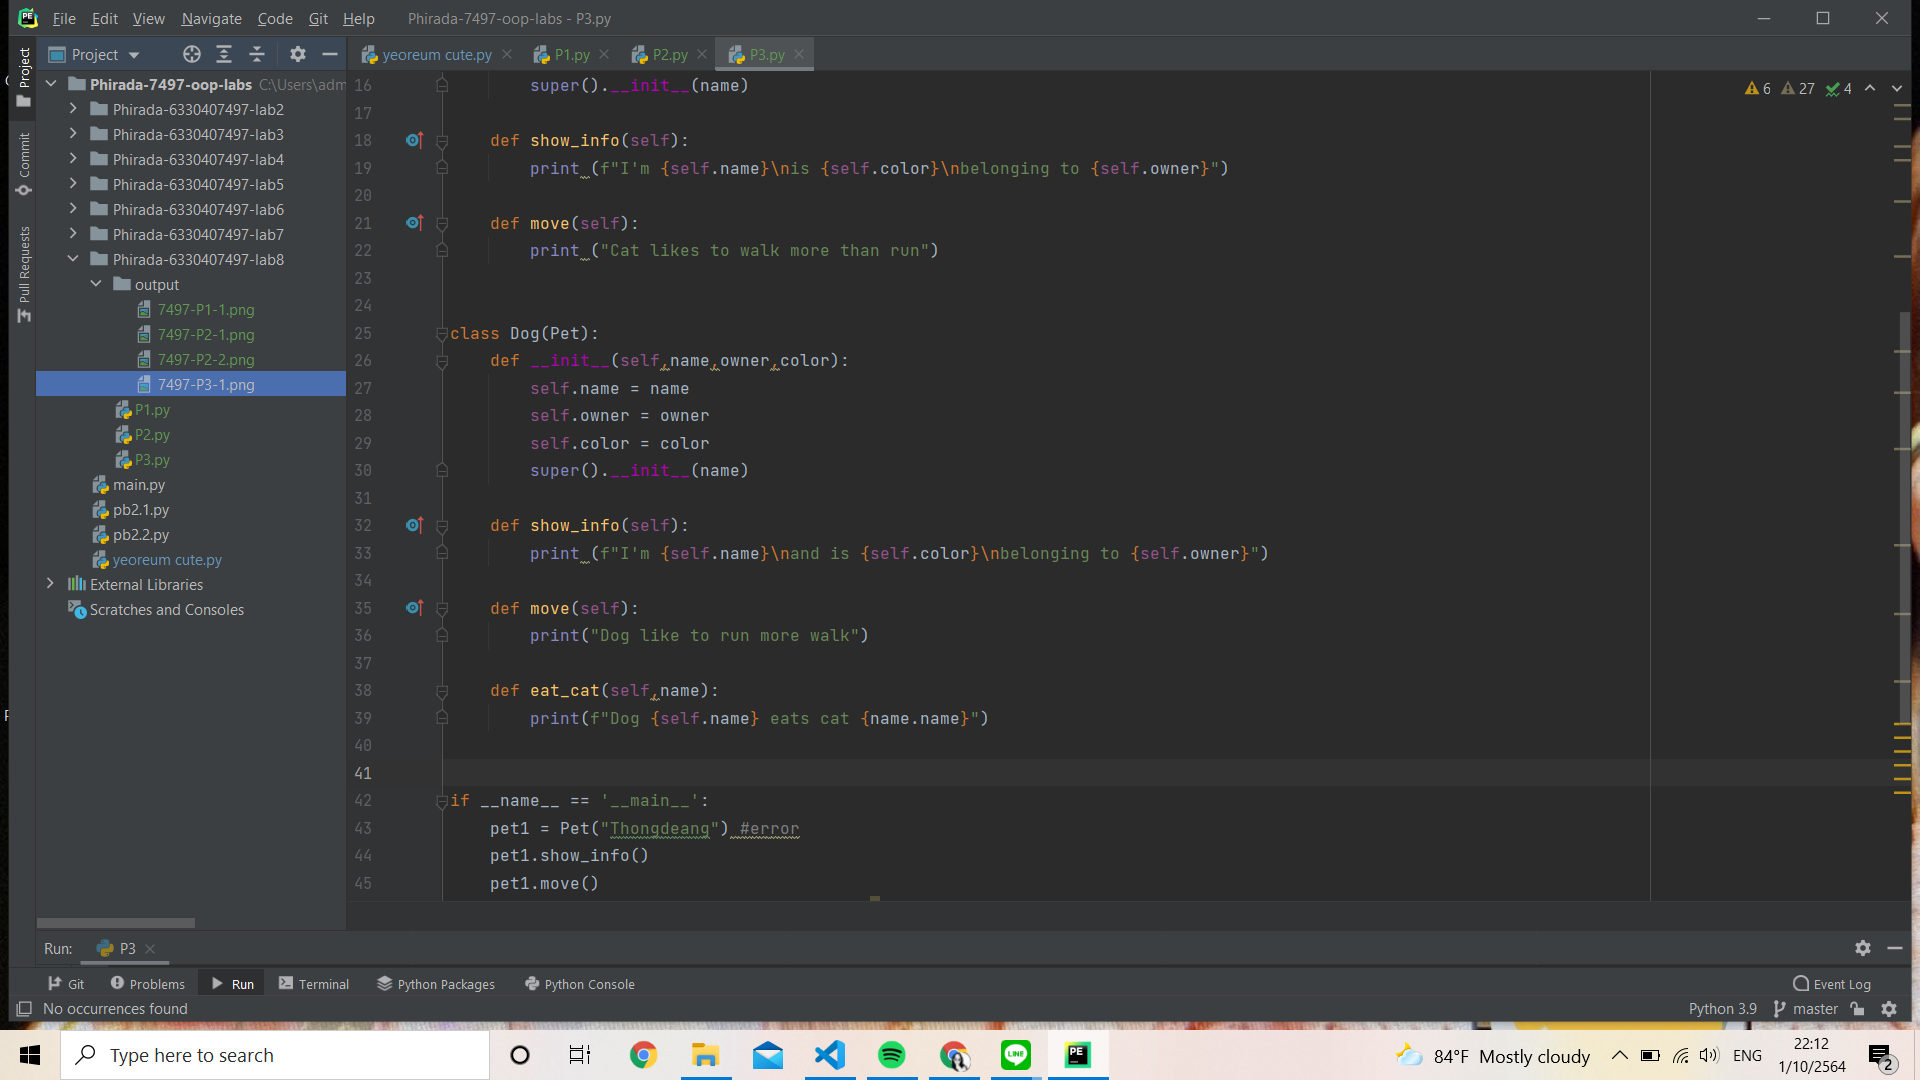 File Edit View Navigate Code Git Help Phirada-7497-oop-labs - P3.py
Project
yeoreum cute.py P1.py P2.py P3.py
Project
Commit
Pull Requests
Phirada-7497-oop-labs C:\Users\adm
Phirada-6330407497-lab2
Phirada-6330407497-lab3
Phirada-6330407497-lab4
Phirada-6330407497-lab5
Phirada-6330407497-lab6
Phirada-6330407497-lab7
Phirada-6330407497-lab8
output
7497-P1-1.png
7497-P2-1.png
7497-P2-2.png
7497-P3-1.png
P1.py
P2.py
P3.py
main.py
pb2.1.py
pb2.2.py
yeoreum cute.py
External Libraries
Scratches and Consoles
6 27 4
16 super().__init__(name)
17
18 def show_info(self):
19 print (f"I'm {self.name}\nis {self.color}\nbelonging to {self.owner}")
20
21 def move(self):
22 print ("Cat likes to walk more than run")
23
24
25 class Dog(Pet):
26 def __init__(self,name,owner,color):
27 self.name = name
28 self.owner = owner
29 self.color = color
30 super().__init__(name)
31
32 def show_info(self):
33 print (f"I'm {self.name}\nand is {self.color}\nbelonging to {self.owner}")
34
35 def move(self):
36 print("Dog like to run more walk")
37
38 def eat_cat(self,name):
39 print(f"Dog {self.name} eats cat {name.name}")
40
41
42 if __name__ == '__main__':
43 pet1 = Pet("Thongdeang") #error
44 pet1.show_info()
45 pet1.move()
Run: P3
Git Problems Run Terminal Python Packages Python Console Event Log
No occurrences found Python 3.9 master
Type here to search
PE
LINE
84°F Mostly cloudy ENG
22:12
1/10/2564
2